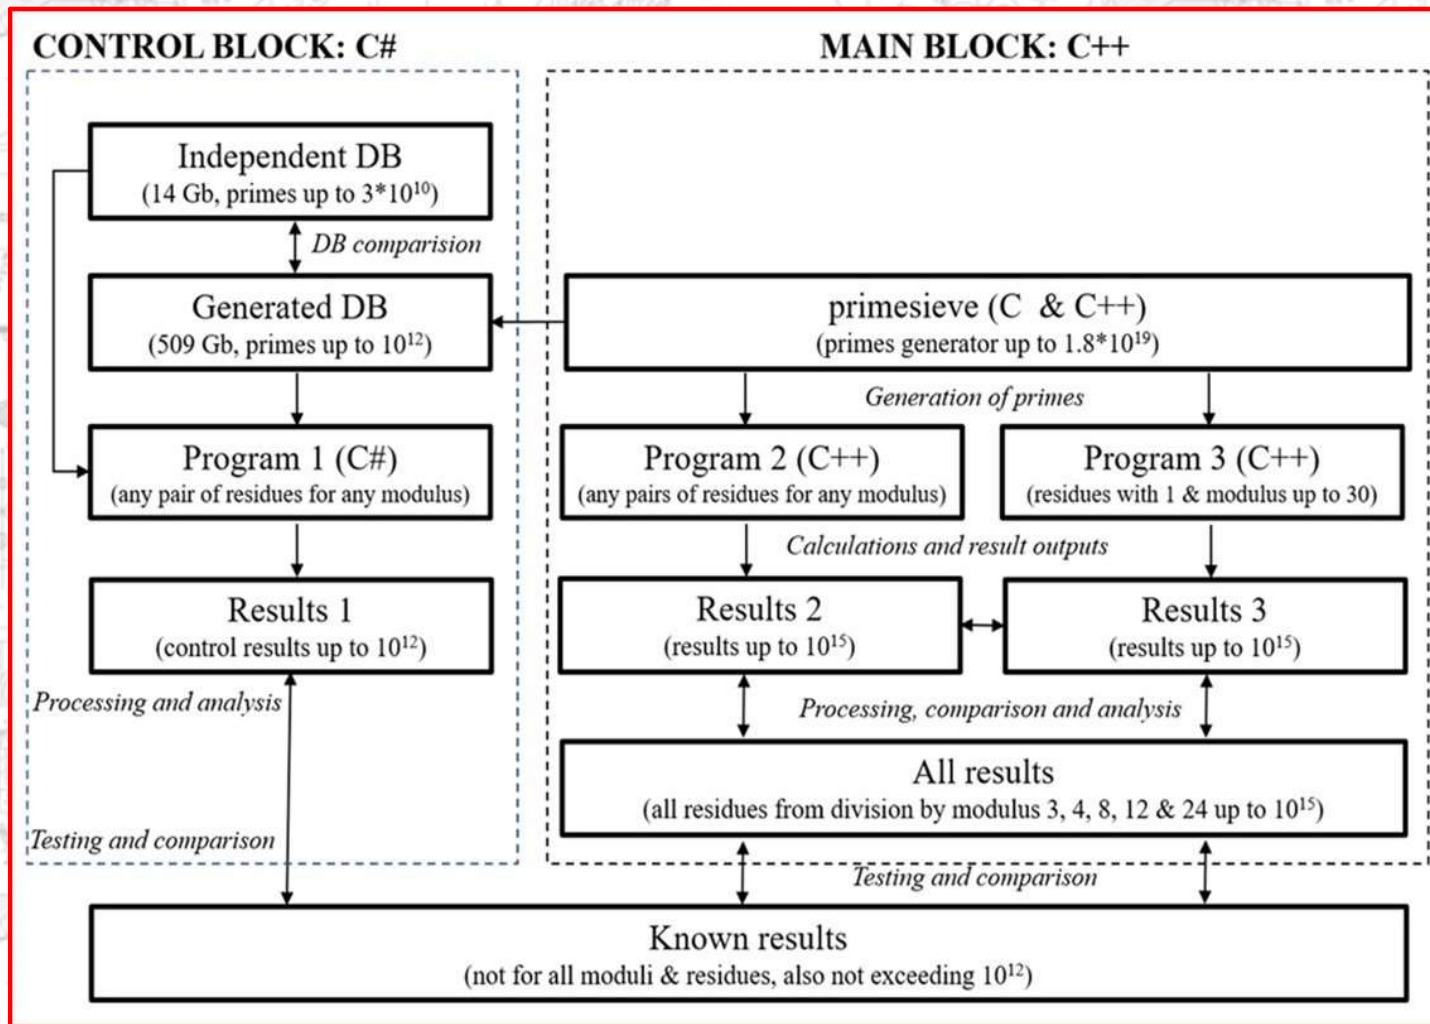 CONTROL BLOCK: C#
MAIN BLOCK: C++
Independent DB
(14 Gb, primes up to 3*10¹⁰)
DB comparision
Generated DB
(509 Gb, primes up to 10¹²)
primesieve (C & C++)
(primes generator up to 1.8*10¹⁹)
Generation of primes
Program 1 (C#)
(any pair of residues for any modulus)
Program 2 (C++)
(any pairs of residues for any modulus)
Program 3 (C++)
(residues with 1 & modulus up to 30)
Calculations and result outputs
Results 1
(control results up to 10¹²)
Results 2
(results up to 10¹⁵)
Results 3
(results up to 10¹⁵)
Processing and analysis
Processing, comparison and analysis
All results
(all residues from division by modulus 3, 4, 8, 12 & 24 up to 10¹⁵)
Testing and comparison
Testing and comparison
Known results
(not for all moduli & residues, also not exceeding 10¹²)